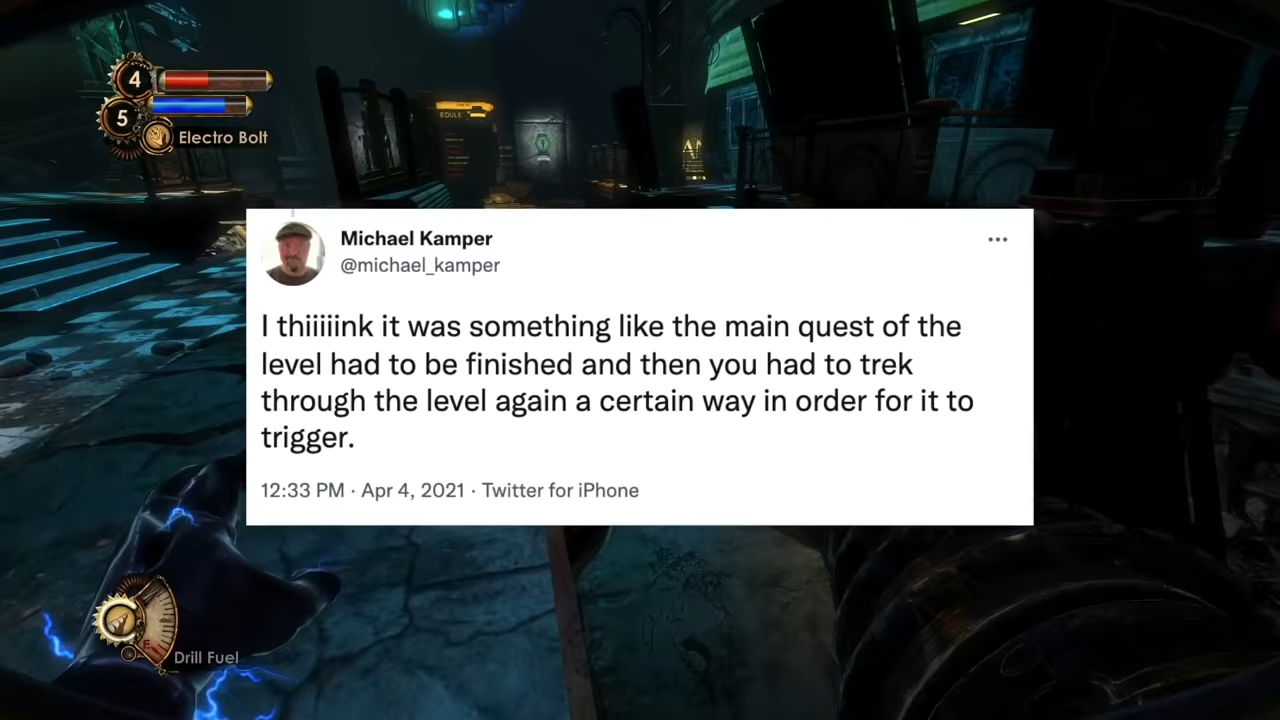 4
5
Electro Bolt
EDULE
AN
Michael Kamper
@michael_kamper
I thiiiiink it was something like the main quest of the
level had to be finished and then you had to trek
through the level again a certain way in order for it to
trigger.
12:33 PM · Apr 4, 2021 · Twitter for iPhone
E
Drill Fuel